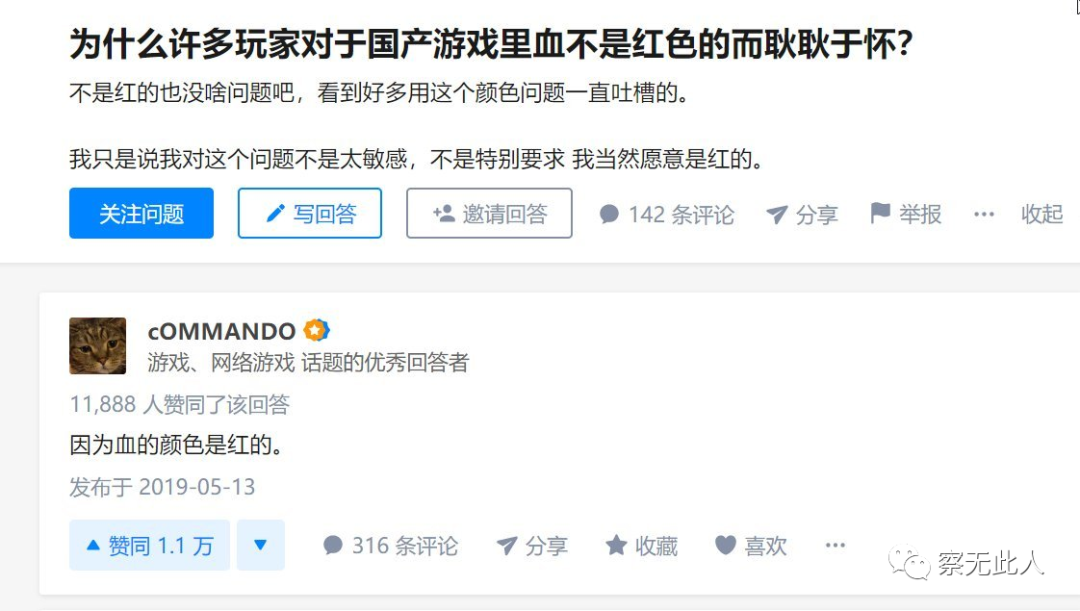 为什么许多玩家对于国产游戏里血不是红色的而耿耿于怀？
不是红的也没啥问题吧，看到好多用这个颜色问题一直吐槽的。
我只是说我对这个问题不是太敏感，不是特别要求 我当然愿意是红的。
关注问题 写回答 邀请回答 142 条评论 分享 举报 ··· 收起
cOMMANDO
游戏、网络游戏 话题的优秀回答者
11,888 人赞同了该回答
因为血的颜色是红的。
发布于 2019-05-13
赞同 1.1 万 316 条评论 分享 收藏 喜欢 ···
察无此人